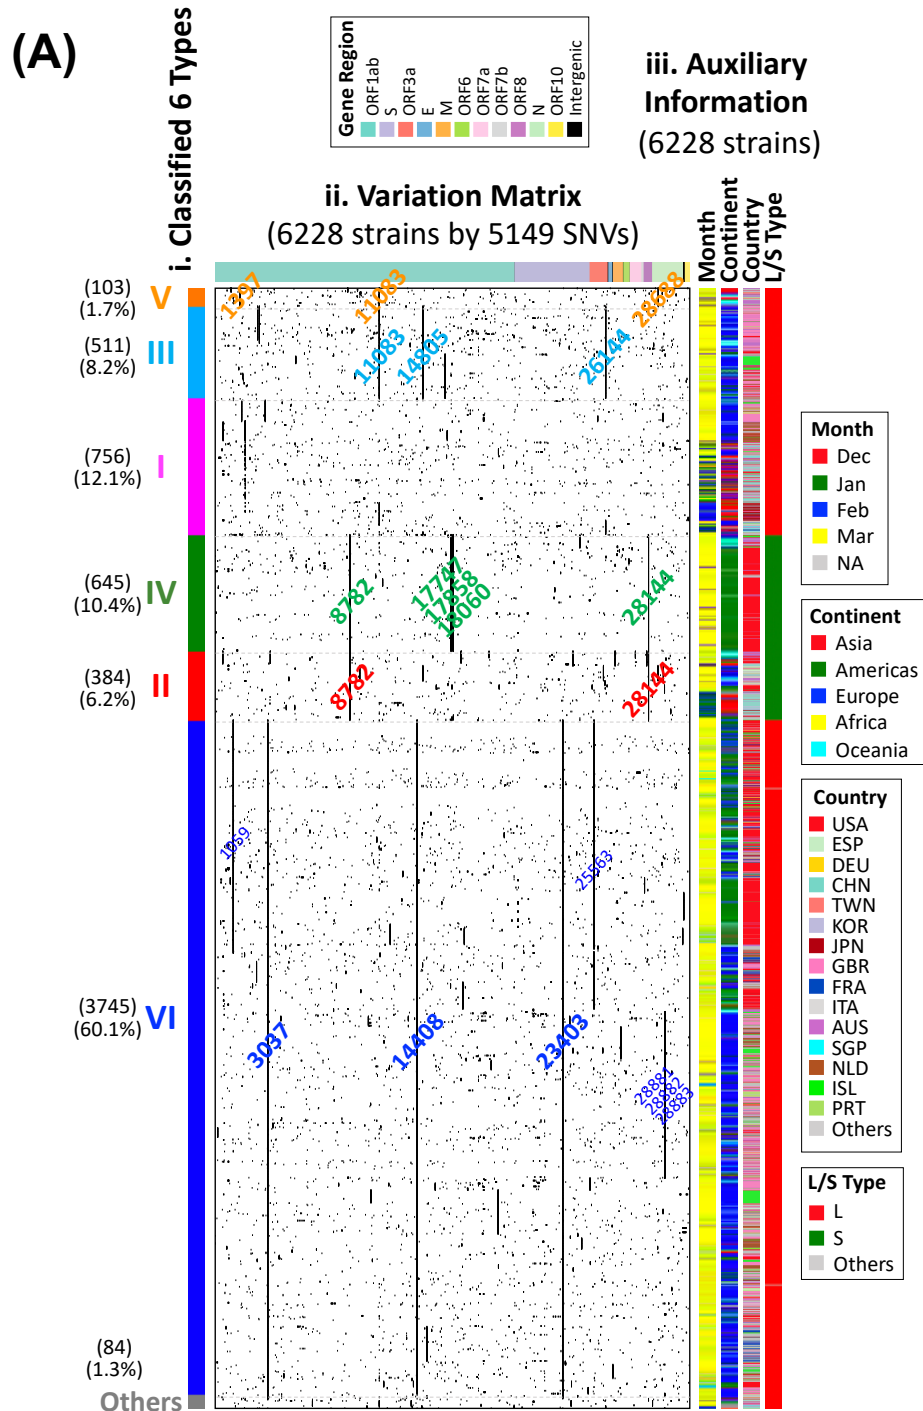 (A)
i. Classified 6 Types
Gene Region
ORF1ab
S
ORF3a
E
M
ORF6
ORF7a
ORF7b
ORF8
N
ORF10
Intergenic
iii. Auxiliary
Information
(6228 strains)
ii. Variation Matrix
(6228 strains by 5149 SNVs)
Month
Continent
Country
L/S Type
(103)
(1.7%)
V
1397
11083
28688
(511)
(8.2%)
III
11083
14805
26144
(756)
(12.1%)
I
(645)
(10.4%)
IV
8782
17747
17858
18060
28144
(384)
(6.2%)
II
8782
28144
1059
25563
(3745)
(60.1%)
VI
3037
14408
23403
28881
28882
28883
(84)
(1.3%)
Others
Month
Dec
Jan
Feb
Mar
NA
Continent
Asia
Americas
Europe
Africa
Oceania
Country
USA
ESP
DEU
CHN
TWN
KOR
JPN
GBR
FRA
ITA
AUS
SGP
NLD
ISL
PRT
Others
L/S Type
L
S
Others